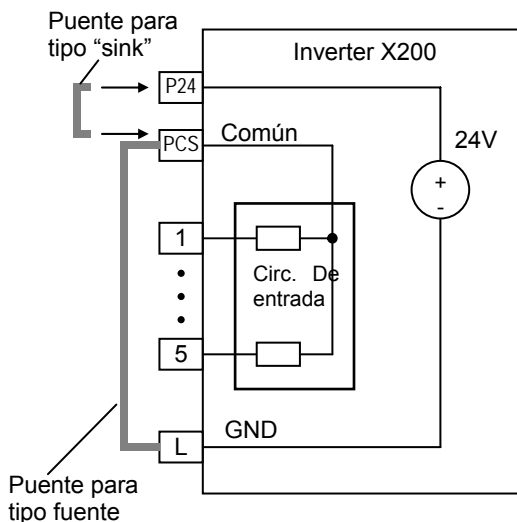 Puente para
tipo “sink”
Inverter X200
P24
24V
PCS
Común
+
-
1
Circ. De
entrada
5
GND
L
Puente para
tipo fuente